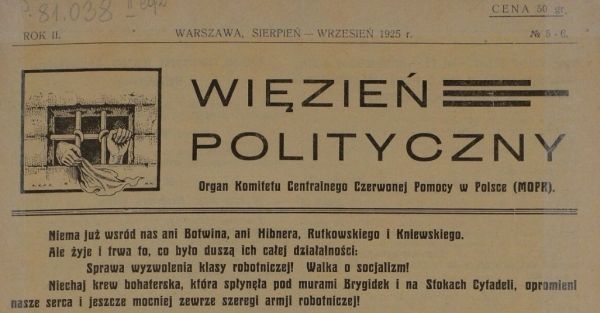 81.038 II egz
CENA 50 gr.
ROK II. WARSZAWA, SIERPIEŃ — WRZESIEŃ 1925 r. № 5 - 6.
WIĘZIEŃ
POLITYCZNY
Organ Komitetu Centralnego Czerwonej Pomocy w Polsce (MOPR).
Niema już wsród nas ani Botwina, ani Hibnera, Rutkowskiego i Kniewskiego.
Ale żyje i trwa to, co było duszą ich całej działalności:
Sprawa wyzwolenia klasy robotniczej! Walka o socjalizm!
Niechaj krew bohaterska, która spłynęła pod murami Brygidek i na Stokach Cytadeli, opromieni
nasze serca i jeszcze mocniej zewrze szeregi armji robotniczej!